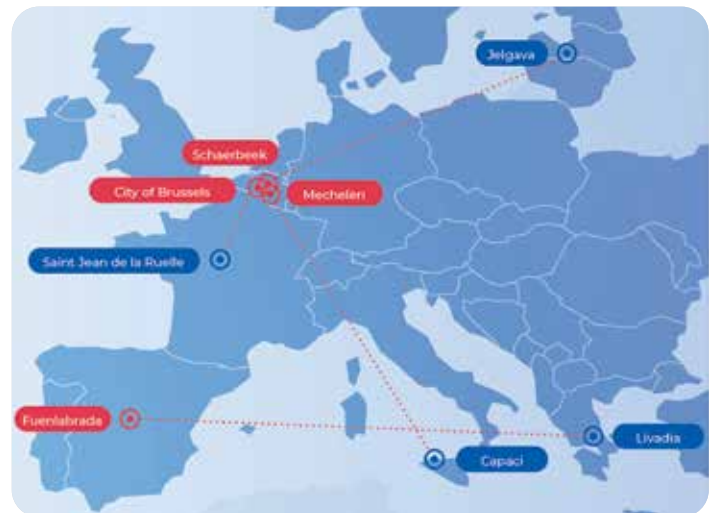 Jelgava
Schaerbeek
City of Brussels
Mechelen
Saint Jean de la Ruelle
Fuenlabrada
Livadia
Capaci